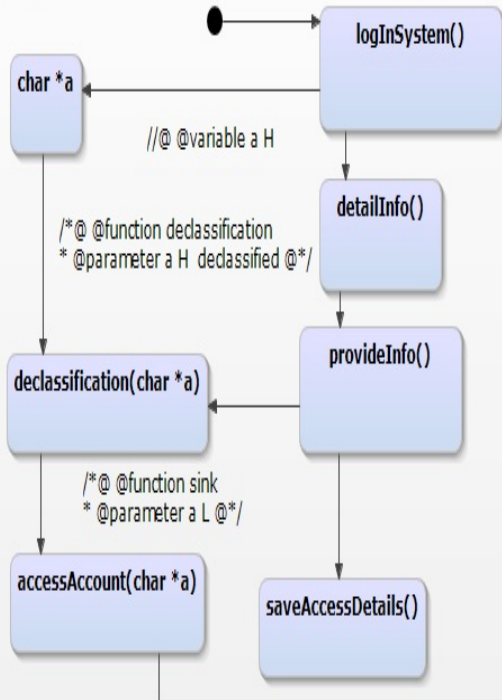 logInSystem()
char *a
//@ @variable a H
detailInfo()
/*@ @function declassification
* @parameter a H declassified @*/
provideInfo()
declassification(char *a)
/*@ @function sink
* @parameter a L @*/
accessAccount(char *a)
saveAccessDetails()